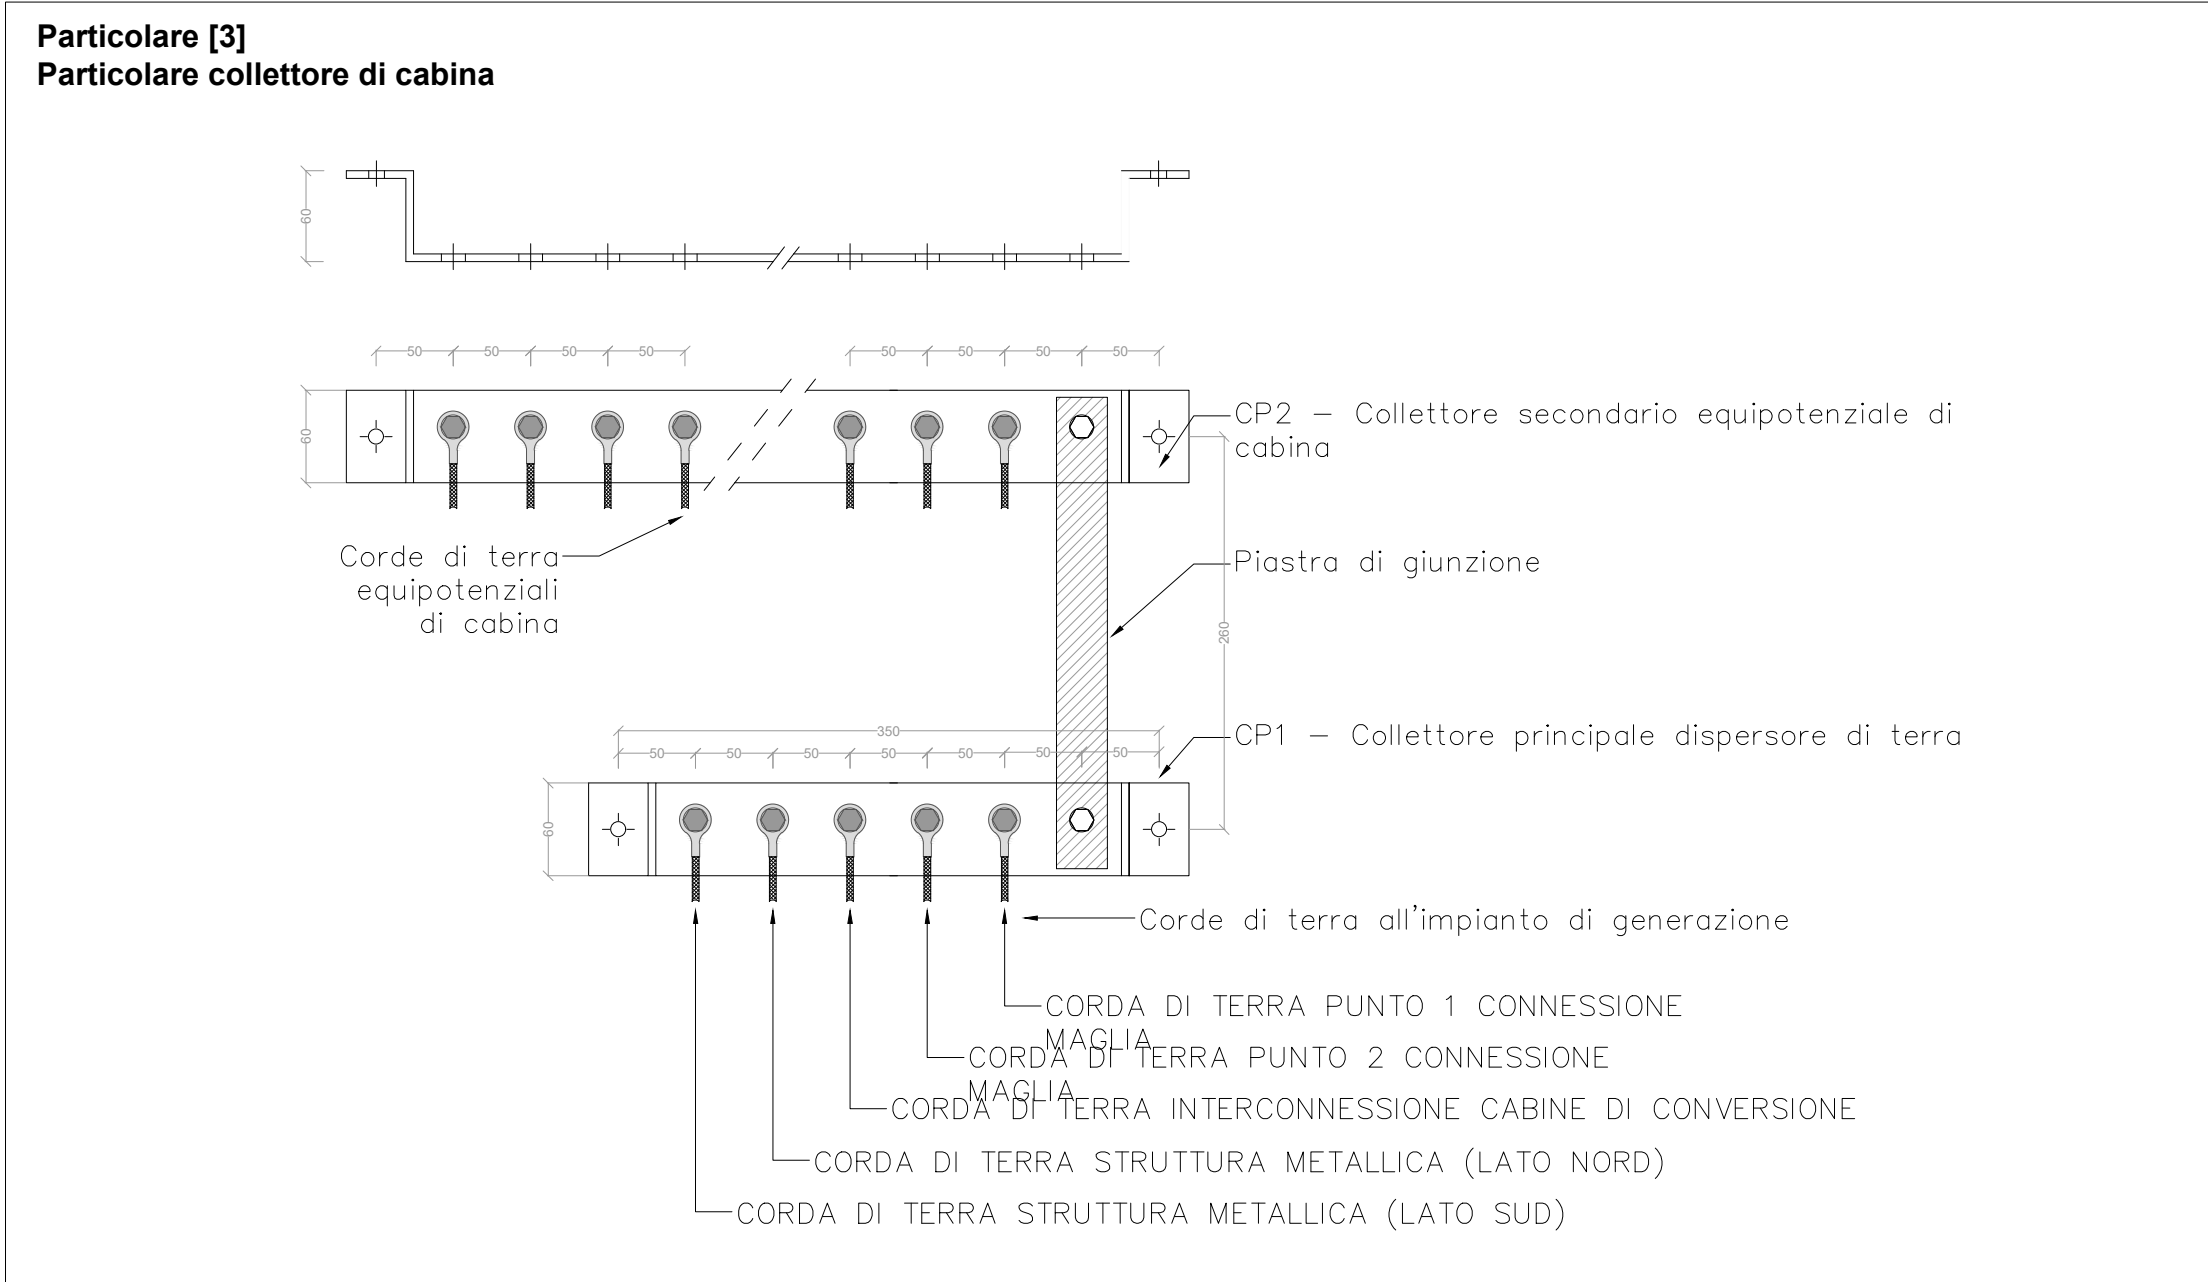 Particolare [3]
Particolare collettore di cabina
60
50
50
50
50
50
50
50
50
60
CP2 – Collettore secondario equipotenziale di
cabina
Corde di terra
equipotenziali
di cabina
Piastra di giunzione
260
350
50
50
50
50
50
50
50
CP1 – Collettore principale dispersore di terra
60
Corde di terra all'impianto di generazione
CORDA DI TERRA PUNTO 1 CONNESSIONE
MAGLIA
CORDA DI TERRA PUNTO 2 CONNESSIONE
MAGLIA
CORDA DI TERRA INTERCONNESSIONE CABINE DI CONVERSIONE
CORDA DI TERRA STRUTTURA METALLICA (LATO NORD)
CORDA DI TERRA STRUTTURA METALLICA (LATO SUD)